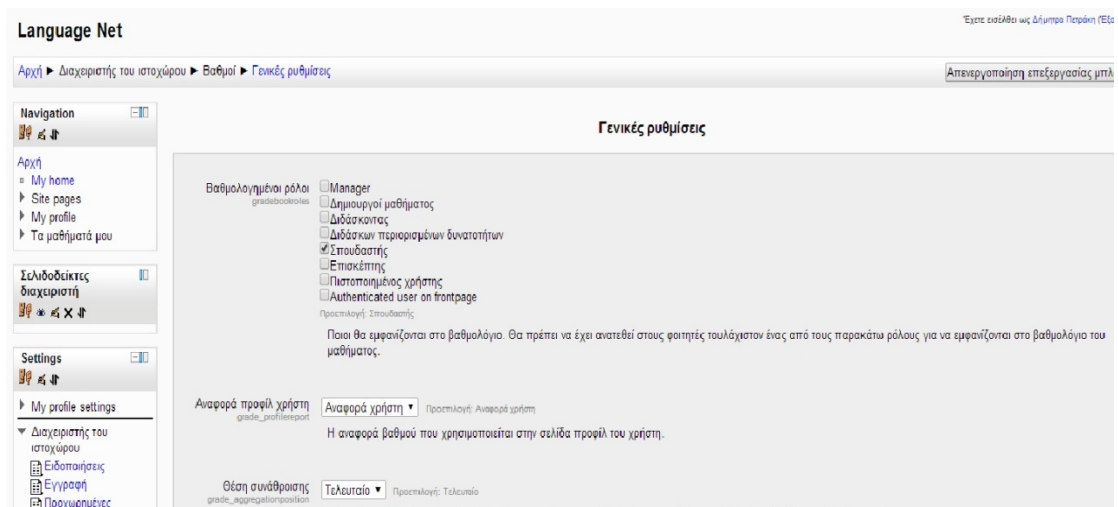 Language Net
Έχετε εισέλθει ως Δήμητρα Πετράκη (Έξο
Αρχή ► Διαχειριστής του ιστοχώρου ► Βαθμοί ► Γενικές ρυθμίσεις
Απενεργοποίηση επεξεργασίας μπλ
Navigation
Αρχή
My home
Site pages
My profile
Τα μαθήματά μου
Σελιδοδείκτες
διαχειριστή
Settings
My profile settings
Διαχειριστής του
ιστοχώρου
Ειδοποιήσεις
Εγγραφή
Προχωρημένες
Γενικές ρυθμίσεις
Βαθμολογημένοι ρόλοι
gradebookroles
Manager
Δημιουργοί μαθήματος
Διδάσκοντας
Διδάσκων περιορισμένων δυνατοτήτων
Σπουδαστής
Επισκέπτης
Πιστοποιημένος χρήστης
Authenticated user on frontpage
Προεπιλογή: Σπουδαστής
Ποιοι θα εμφανίζονται στο βαθμολόγιο. Θα πρέπει να έχει ανατεθεί στους φοιτητές τουλάχιστον ένας από τους παρακάτω ρόλους για να εμφανίζονται στο βαθμολόγιο του
μαθήματος.
Αναφορά προφίλ χρήστη
grade_profilereport
Αναφορά χρήστη ▼ Προεπιλογή: Αναφορά χρήστη
Η αναφορά βαθμού που χρησιμοποιείται στην σελίδα προφίλ του χρήστη.
Θέση συνάθροισης
grade_aggregationposition
Τελευταίο ▼ Προεπιλογή: Τελευταίο